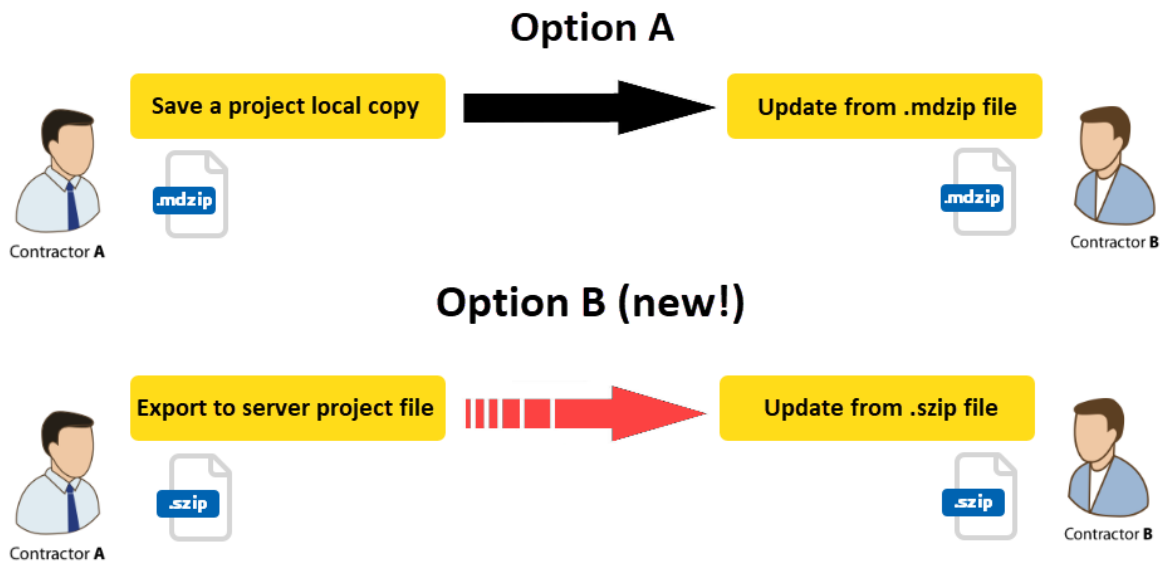 Option A
Save a project local copy
Update from .mdzip file
.mdzip
.mdzip
Contractor A
Contractor B
Option B (new!)
Export to server project file
Update from .szip file
.szip
.szip
Contractor A
Contractor B